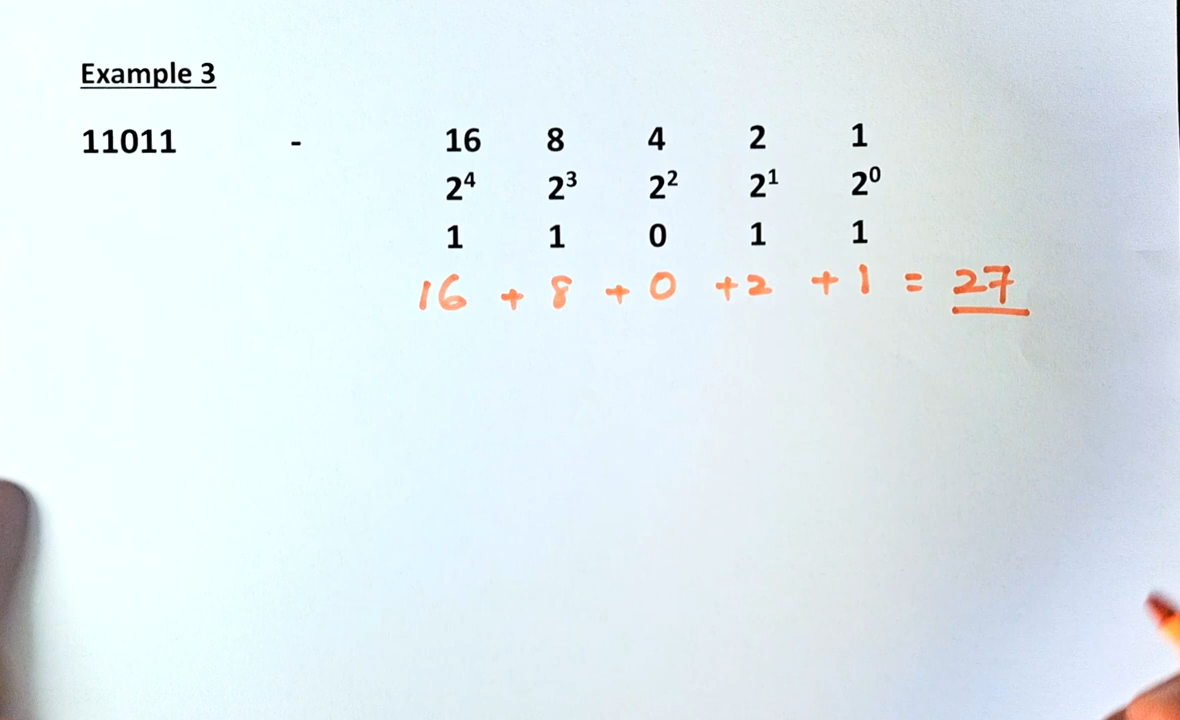 Example 3
11011 - 16 8 4 2 1
2⁴ 2³ 2² 2¹ 2⁰
1 1 0 1 1
16 + 8 + 0 + 2 + 1 = 27